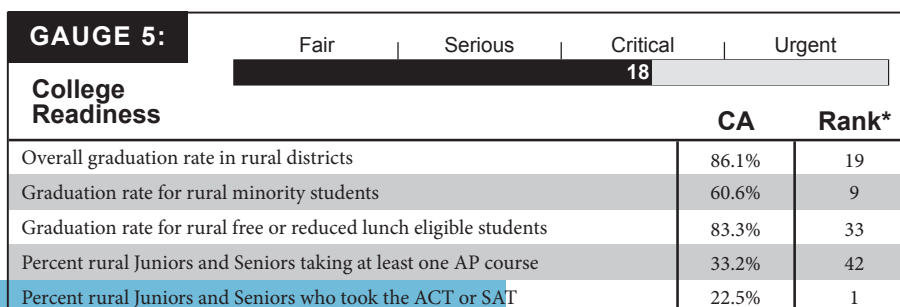 GAUGE 5:
Fair | Serious | Critical | Urgent
18
College
Readiness
CA Rank*
Overall graduation rate in rural districts 86.1% 19
Graduation rate for rural minority students 60.6% 9
Graduation rate for rural free or reduced lunch eligible students 83.3% 33
Percent rural Juniors and Seniors taking at least one AP course 33.2% 42
Percent rural Juniors and Seniors who took the ACT or SAT 22.5% 1